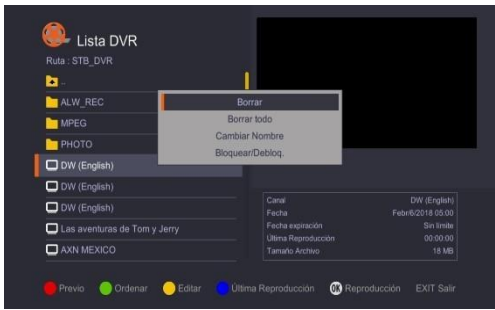 Lista DVR
Ruta : STB_DVR
..
ALW_REC
MPEG
PHOTO
DW (English)
DW (English)
DW (English)
Las aventuras de Tom y Jerry
AXN MEXICO
Borrar
Borrar todo
Cambiar Nombre
Bloquear/Debloq.
Canal DW (English)
Fecha Febr/6/2018 05:00
Fecha expiración Sin limite
Última Reproducción 00:00:00
Tamaño Archivo 18 MB
Previo Ordenar Editar Última Reproducción OK Reproducción EXIT Salir